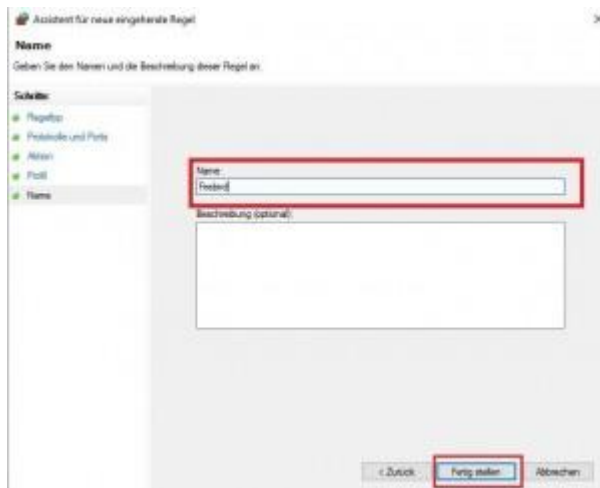 Assistent für neue eingehende Regel
Name
Geben Sie den Namen und die Beschreibung dieser Regel an.
Schritte:
Regeltyp
Protokolle und Ports
Aktion
Profil
Name
Name:
Firebird
Beschreibung (optional):
< Zurück
Fertig stellen
Abbrechen